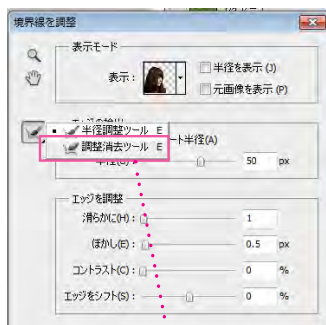 境界線を調整
表示モード
表示:
半径を表示 (J)
元画像を表示 (P)
半径調整ツール E
ート半径(A)
調整消去ツール E
50 px
エッジを調整
滑らかに(H): 1
ぼかし(E): 0.5 px
コントラスト(C): 0 %
エッジをシフト(S): 0 %